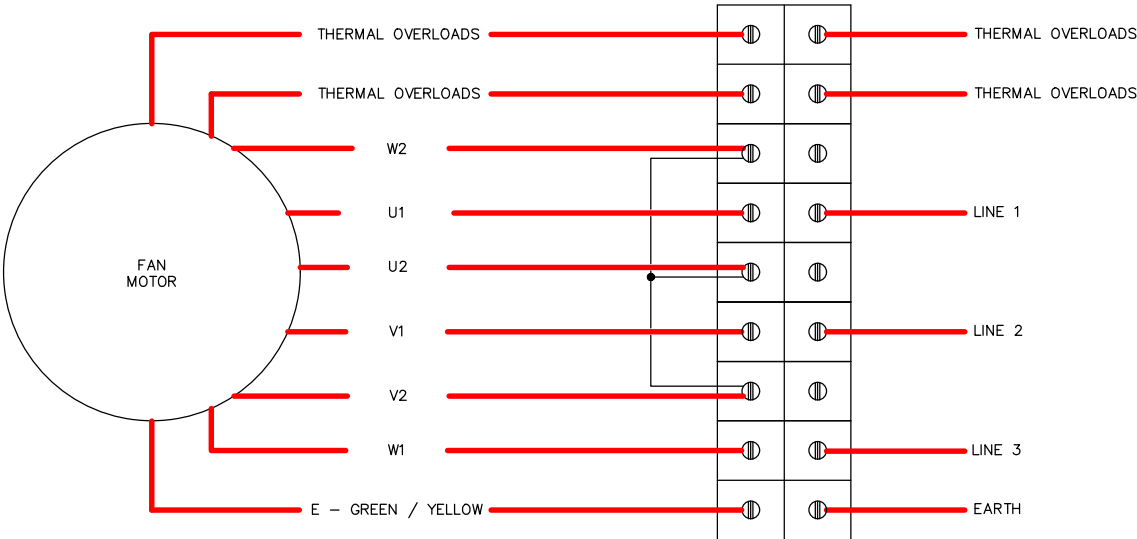 THERMAL OVERLOADS THERMAL OVERLOADS
THERMAL OVERLOADS THERMAL OVERLOADS
W2
U1 LINE 1
FAN
MOTOR
U2
V1 LINE 2
V2
W1 LINE 3
E – GREEN / YELLOW EARTH